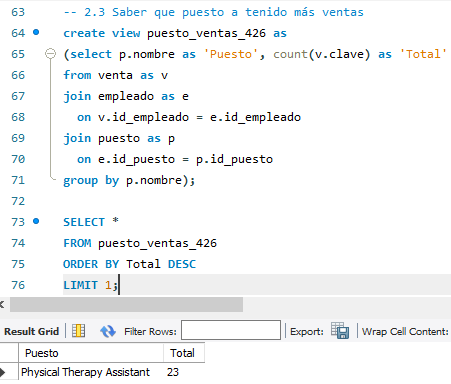 63 -- 2.3 Saber que puesto a tenido más ventas
64 create view puesto_ventas_426 as
65 (select p.nombre as 'Puesto', count(v.clave) as 'Total'
66 from venta as v
67 join empleado as e
68 on v.id_empleado = e.id_empleado
69 join puesto as p
70 on e.id_puesto = p.id_puesto
71 group by p.nombre);
72
73 SELECT *
74 FROM puesto_ventas_426
75 ORDER BY Total DESC
76 LIMIT 1;
Result Grid Filter Rows: Export: Wrap Cell Content:
Puesto Total
Physical Therapy Assistant 23